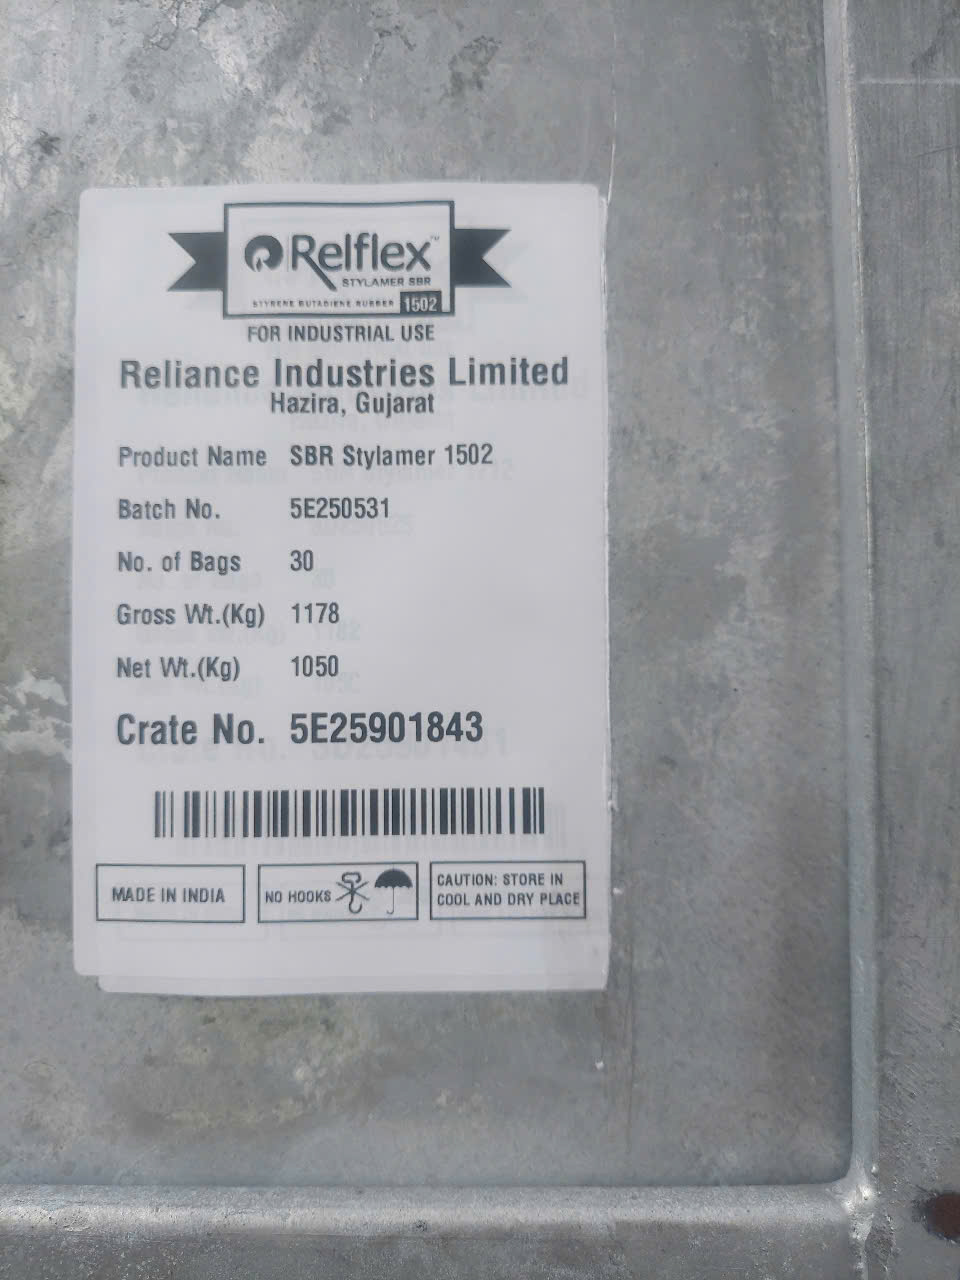 Relflex™
STYLAMER SBR
STYRENE BUTADIENE RUBBER 1502
FOR INDUSTRIAL USE
Reliance Industries Limited
Hazira, Gujarat
Product Name SBR Stylamer 1502
Batch No. 5E250531
No. of Bags 30
Gross Wt.(Kg) 1178
Net Wt.(Kg) 1050
Crate No. 5E25901843
MADE IN INDIA
NO HOOKS
CAUTION: STORE IN
COOL AND DRY PLACE